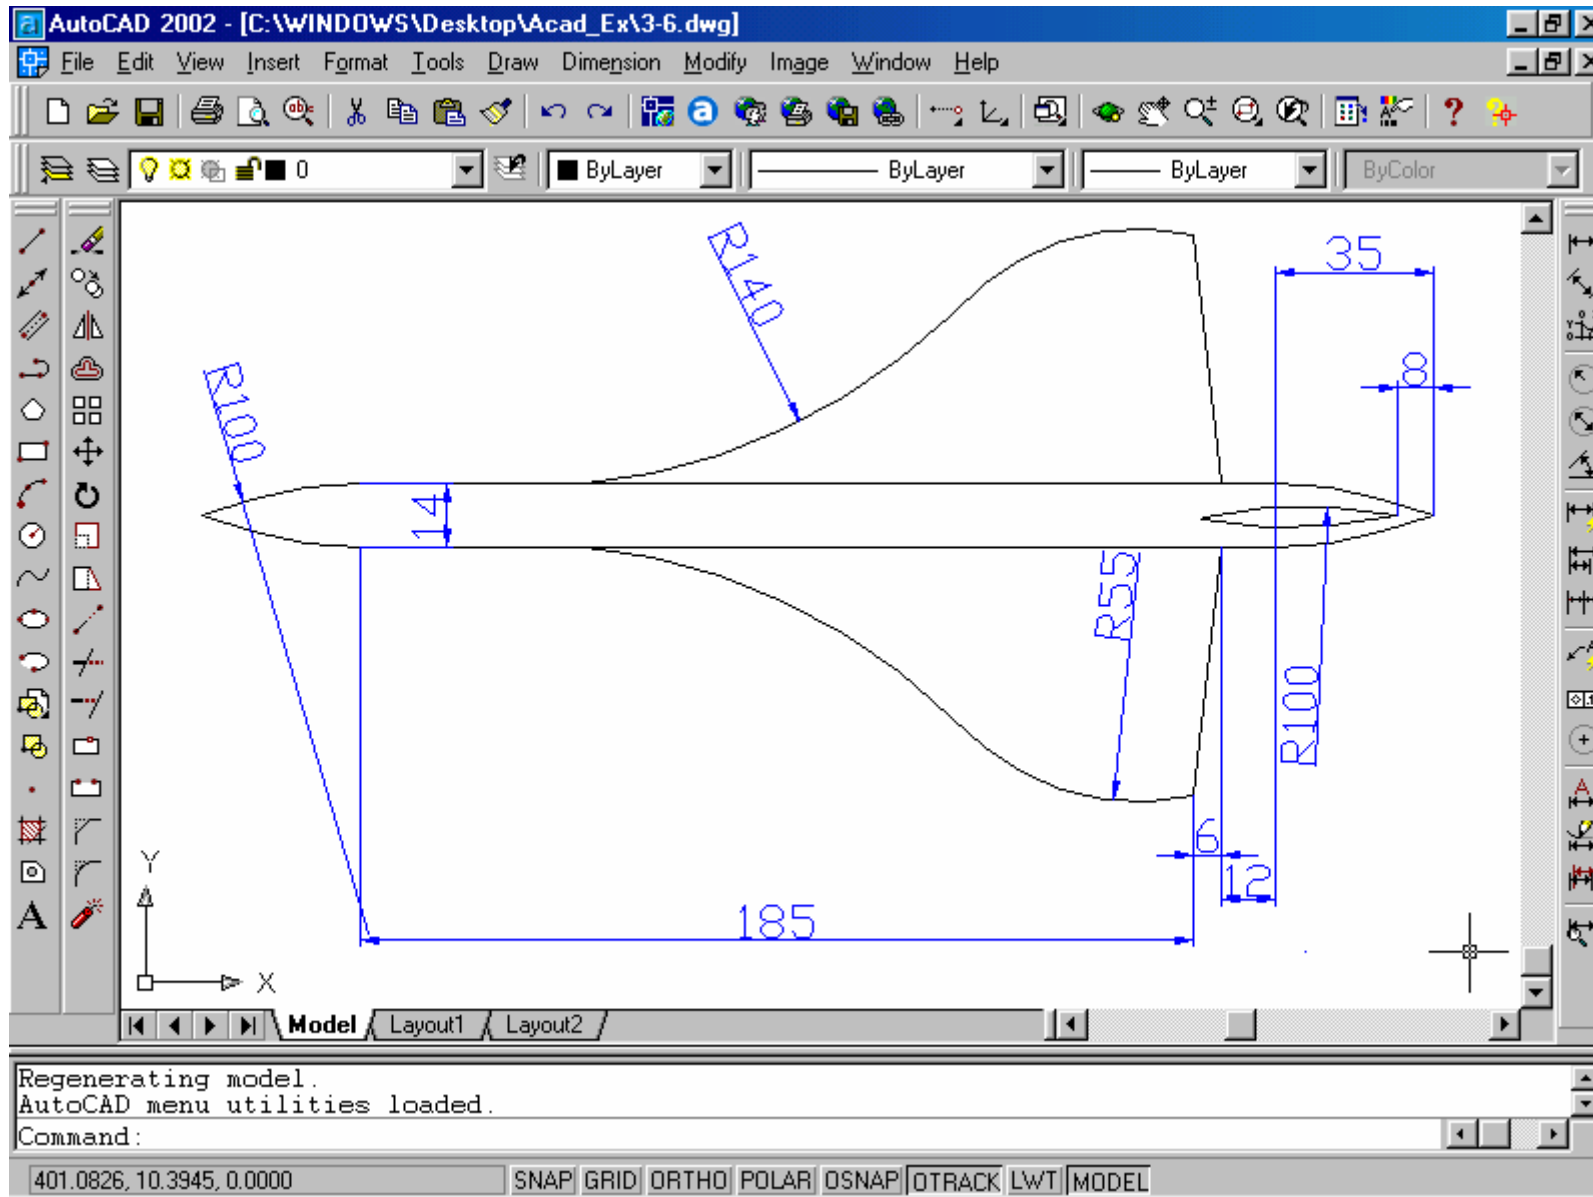 AutoCAD 2002 - [C:\WINDOWS\Desktop\Acad_Ex\3-6.dwg]
File Edit View Insert Format Tools Draw Dimension Modify Image Window Help
0 ByLayer ByLayer ByLayer ByColor
R140
35
8
R100
14
R55
R100
6
12
185
Y
X
A
Model Layout1 Layout2
Regenerating model.
AutoCAD menu utilities loaded.
Command:
401.0826, 10.3945, 0.0000 SNAP GRID ORTHO POLAR OSNAP OTRACK LWT MODEL